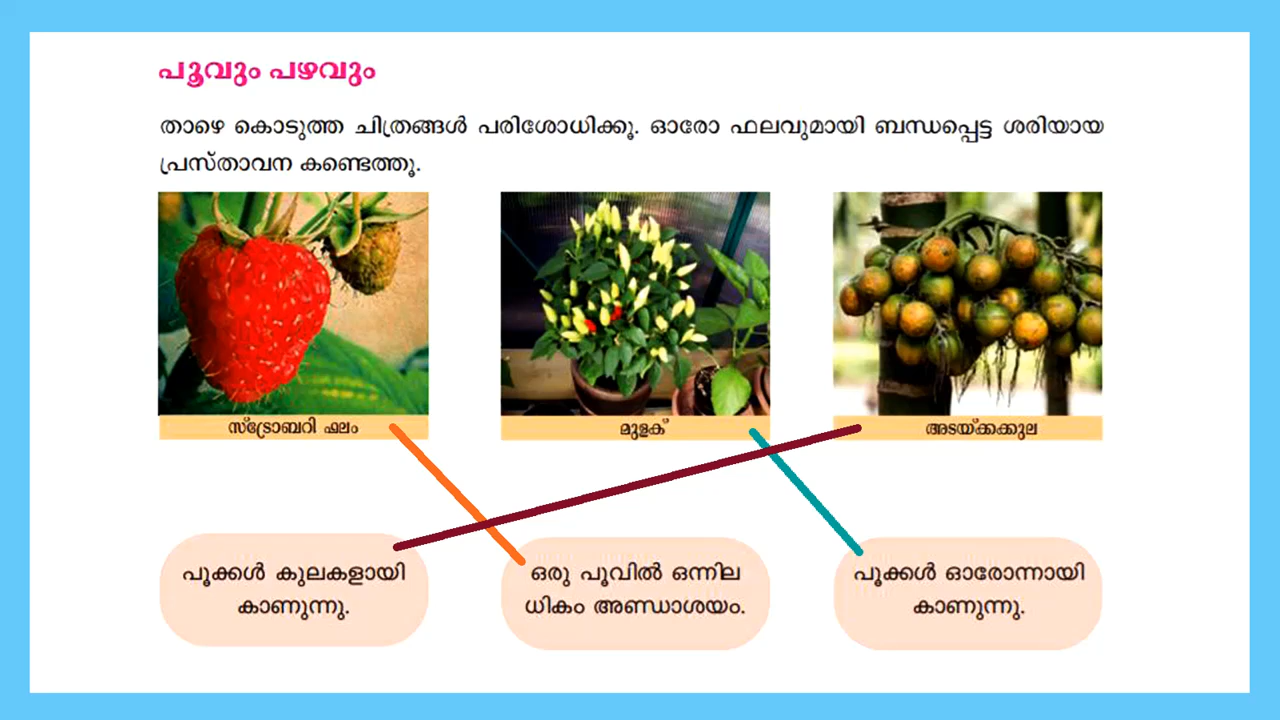 പൂവും പഴവും
താഴെ കൊടുത്ത ചിത്രങ്ങൾ പരിശോധിക്കൂ. ഓരോ ഫലവുമായി ബന്ധപ്പെട്ട ശരിയായ
പ്രസ്താവന കണ്ടെത്തൂ.
സ്ട്രോബറി ഫലം
മുളക്
അടയ്ക്കക്കുല
പൂക്കൾ കുലകളായി
കാണുന്നു.
ഒരു പൂവിൽ ഒന്നില
ധികം അണ്ഡാശയം.
പൂക്കൾ ഓരോന്നായി
കാണുന്നു.